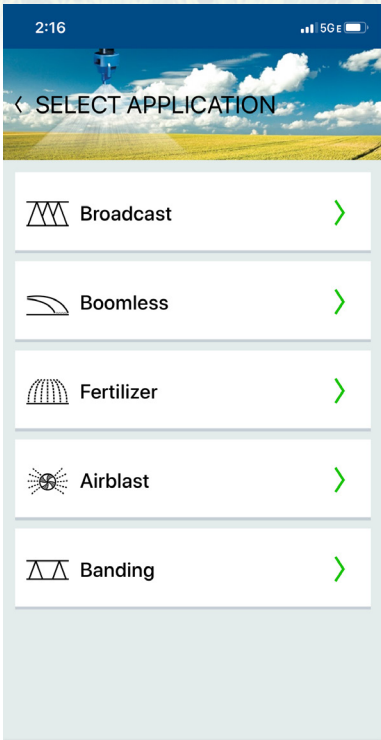 2:16
5G E
SELECT APPLICATION
Broadcast
Boomless
Fertilizer
Airblast
Banding